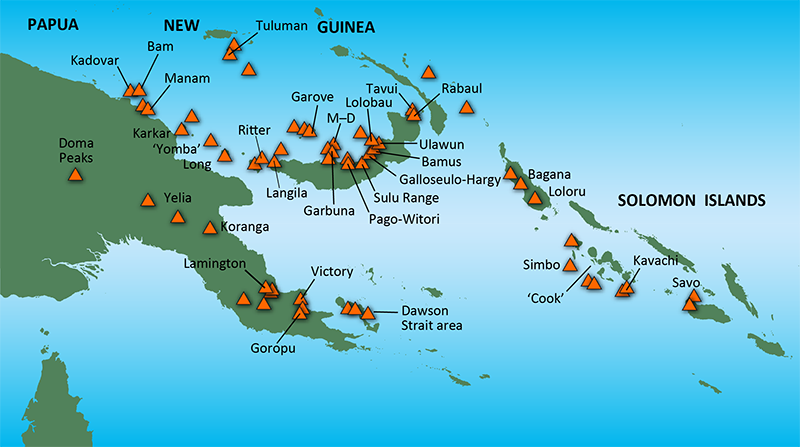 PAPUA NEW GUINEA
Tuluman
Bam
Kadovar
Manam
Tavui
Rabaul
Garove
Lolobau
M–D
Karkar
'Yomba'
Long
Ritter
Ulawun
Bamus
Galloseulo-Hargy
Doma
Peaks
Langila
Sulu Range
Garbuna
Pago-Witori
Bagana
Loloru
SOLOMON ISLANDS
Yelia
Koranga
Lamington
Victory
Simbo
Kavachi
'Cook'
Savo
Dawson
Strait area
Goropu